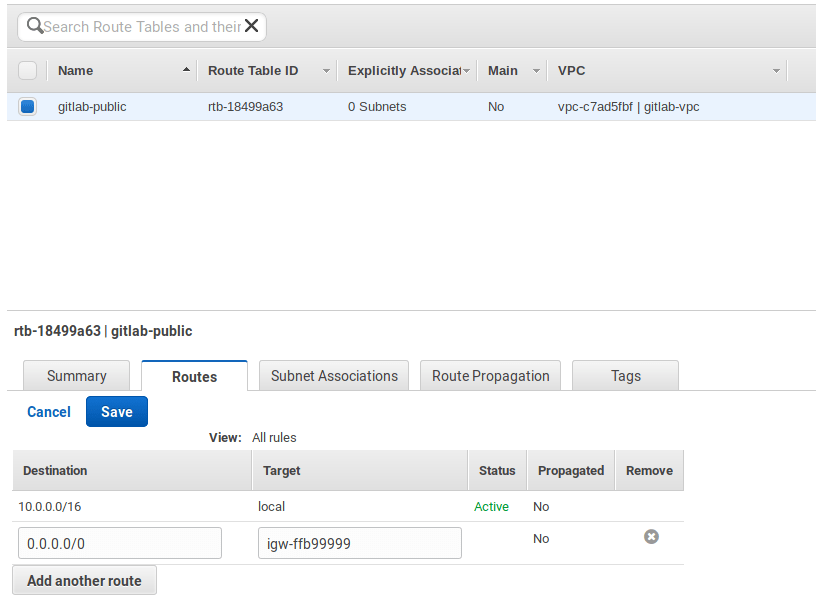 Search Route Tables and their
Name Route Table ID Explicitly Associat Main VPC
gitlab-public rtb-18499a63 0 Subnets No vpc-c7ad5fbf | gitlab-vpc
rtb-18499a63 | gitlab-public
Summary Routes Subnet Associations Route Propagation Tags
Cancel Save
View: All rules
Destination Target Status Propagated Remove
10.0.0.0/16 local Active No
0.0.0.0/0 igw-ffb99999 No
Add another route